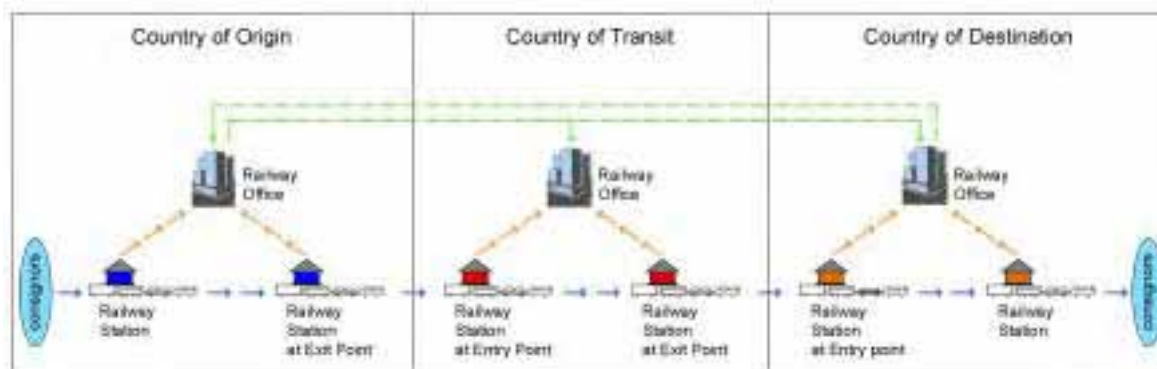 Country of Origin
Country of Transit
Country of Destination
Railway
Office
Railway
Office
Railway
Office
consignors
Railway
Station
Railway
Station
at Exit Point
Railway
Station
at Entry Point
Railway
Station
at Exit Point
Railway
Station
at Entry point
Railway
Station
consignors